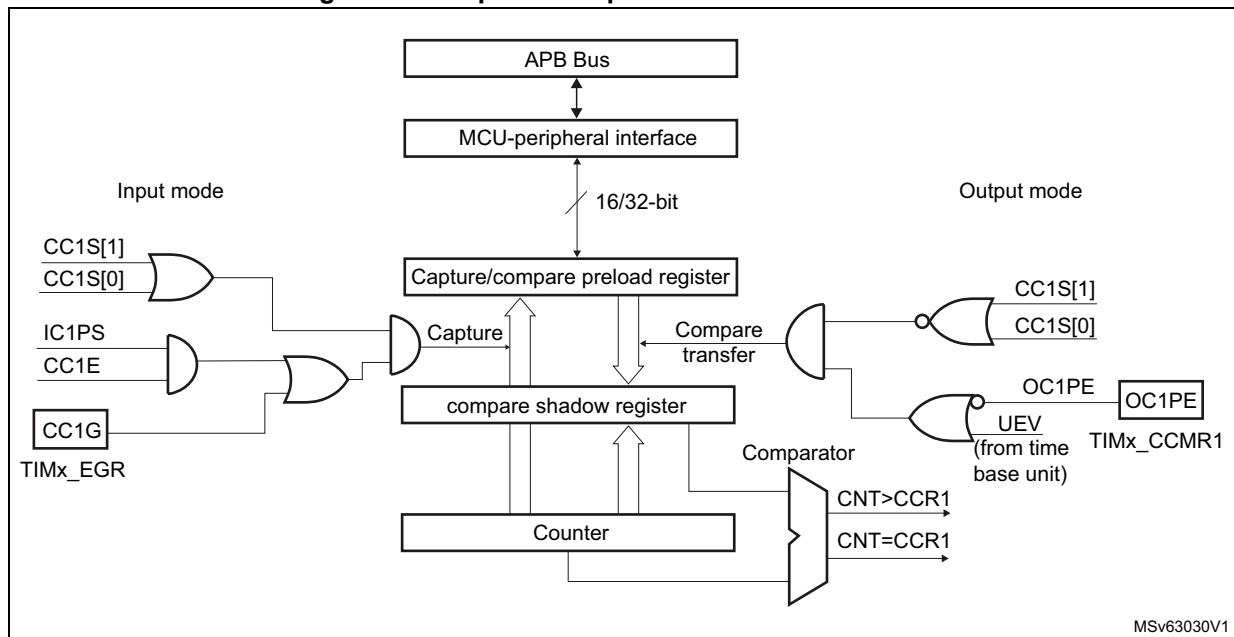 APB Bus
MCU-peripheral interface
Input mode
16/32-bit
Output mode
CC1S[1]
CC1S[0]
Capture/compare preload register
CC1S[1]
CC1S[0]
IC1PS
CC1E
Capture
Compare
transfer
CC1G
TIMx_EGR
compare shadow register
OC1PE
OC1PE
UEV
(from time
base unit)
TIMx_CCMR1
Comparator
CNT>CCR1
Counter
CNT=CCR1
MSv63030V1